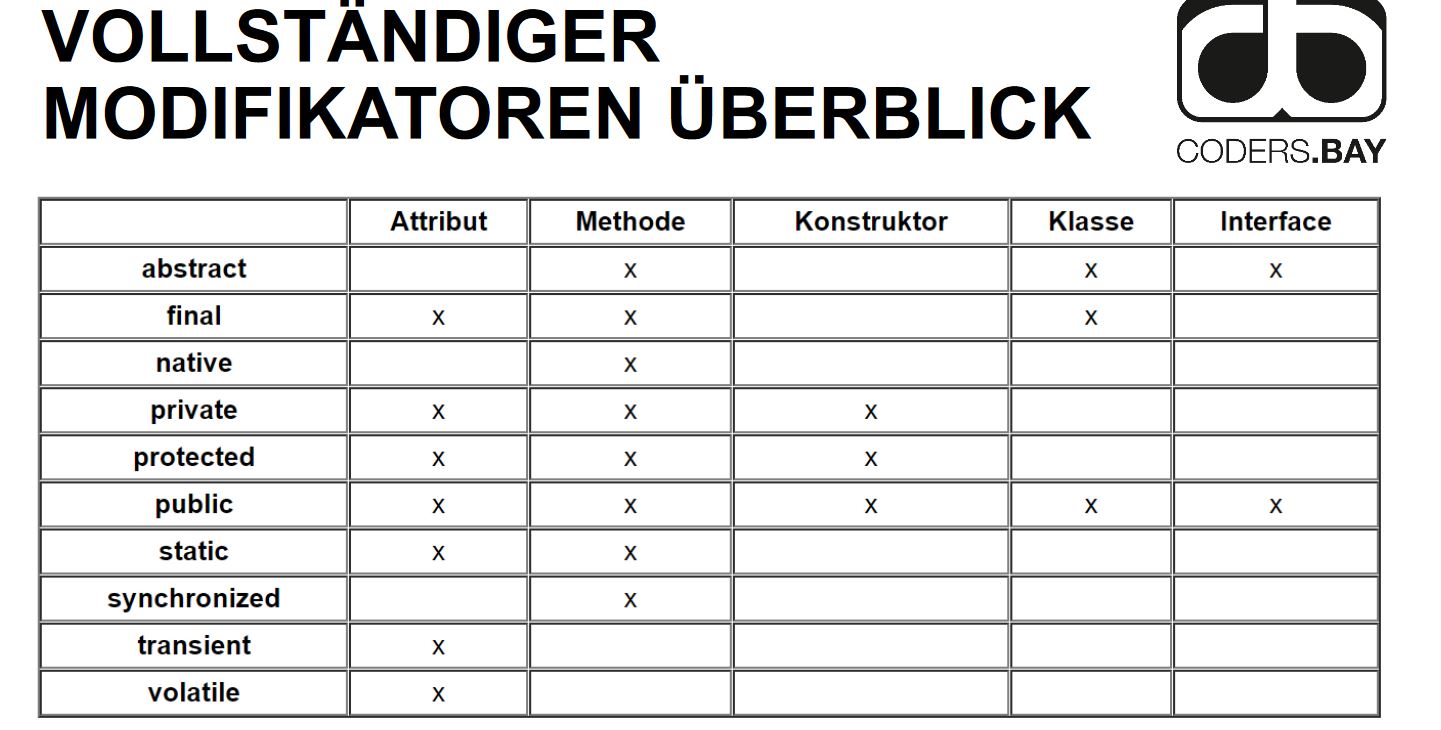 VOLLSTÄNDIGER
MODIFIKATOREN ÜBERBLICK
CODERS.BAY
Attribut Methode Konstruktor Klasse Interface
abstract x x x
final x x x
native x
private x x x
protected x x x
public x x x x x
static x x
synchronized x
transient x
volatile x